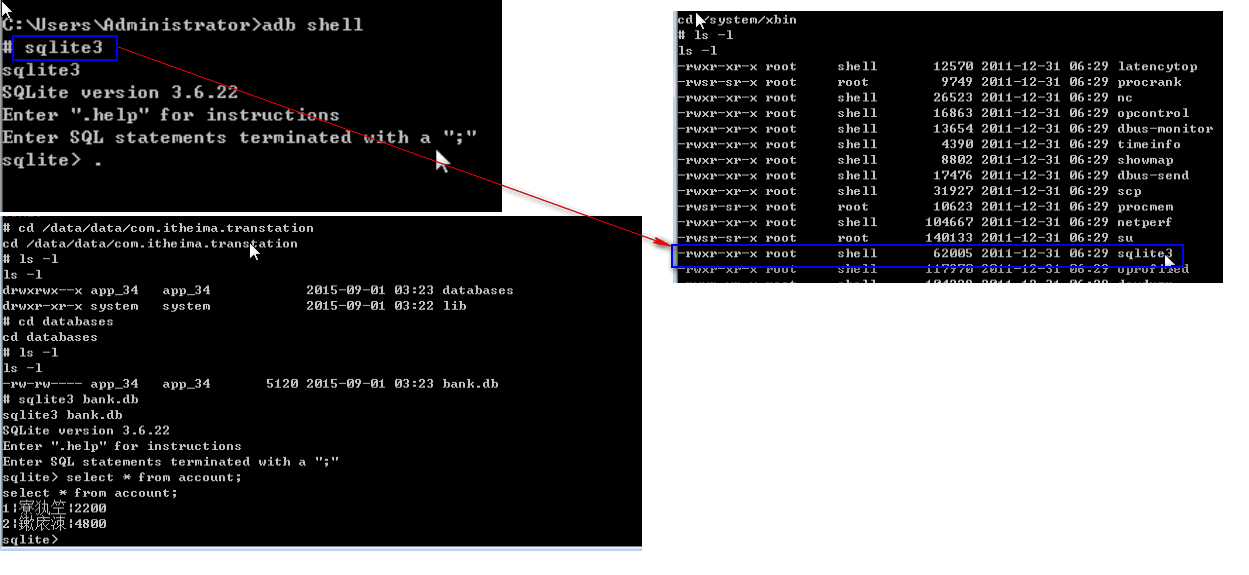 C:\Users\Administrator>adb shell
# sqlite3
sqlite3
SQLite version 3.6.22
Enter ".help" for instructions
Enter SQL statements terminated with a ";"
sqlite> .
# cd /data/data/com.itheima.transtation
cd /data/data/com.itheima.transtation
# ls -l
ls -l
drwxrwx--x app_34   app_34            2015-09-01 03:23 databases
drwxr-xr-x system   system            2015-09-01 03:22 lib
# cd databases
cd databases
# ls -l
ls -l
-rw-rw---- app_34   app_34       5120 2015-09-01 03:23 bank.db
# sqlite3 bank.db
sqlite3 bank.db
SQLite version 3.6.22
Enter ".help" for instructions
Enter SQL statements terminated with a ";"
sqlite> select * from account;
select * from account;
1|2200
2|4800
sqlite>
cd /system/xbin
# ls -l
ls -l
-rwxr-xr-x root     shell       12570 2011-12-31 06:29 latencytop
-rwsr-sr-x root     root         9749 2011-12-31 06:29 procrank
-rwxr-xr-x root     shell       26523 2011-12-31 06:29 nc
-rwxr-xr-x root     shell       16863 2011-12-31 06:29 opcontrol
-rwxr-xr-x root     shell       13654 2011-12-31 06:29 dbus-monitor
-rwxr-xr-x root     shell        4390 2011-12-31 06:29 timeinfo
-rwxr-xr-x root     shell        8802 2011-12-31 06:29 showmap
-rwxr-xr-x root     shell       17476 2011-12-31 06:29 dbus-send
-rwxr-xr-x root     shell       31927 2011-12-31 06:29 scp
-rwsr-sr-x root     root        10623 2011-12-31 06:29 procmem
-rwxr-xr-x root     shell      104667 2011-12-31 06:29 netperf
-rwsr-sr-x root     root       140133 2011-12-31 06:29 su
-rwxr-xr-x root     shell       62005 2011-12-31 06:29 sqlite3
-rwxr-xr-x root     shell      117970 2011-12-31 06:29 oprofiled